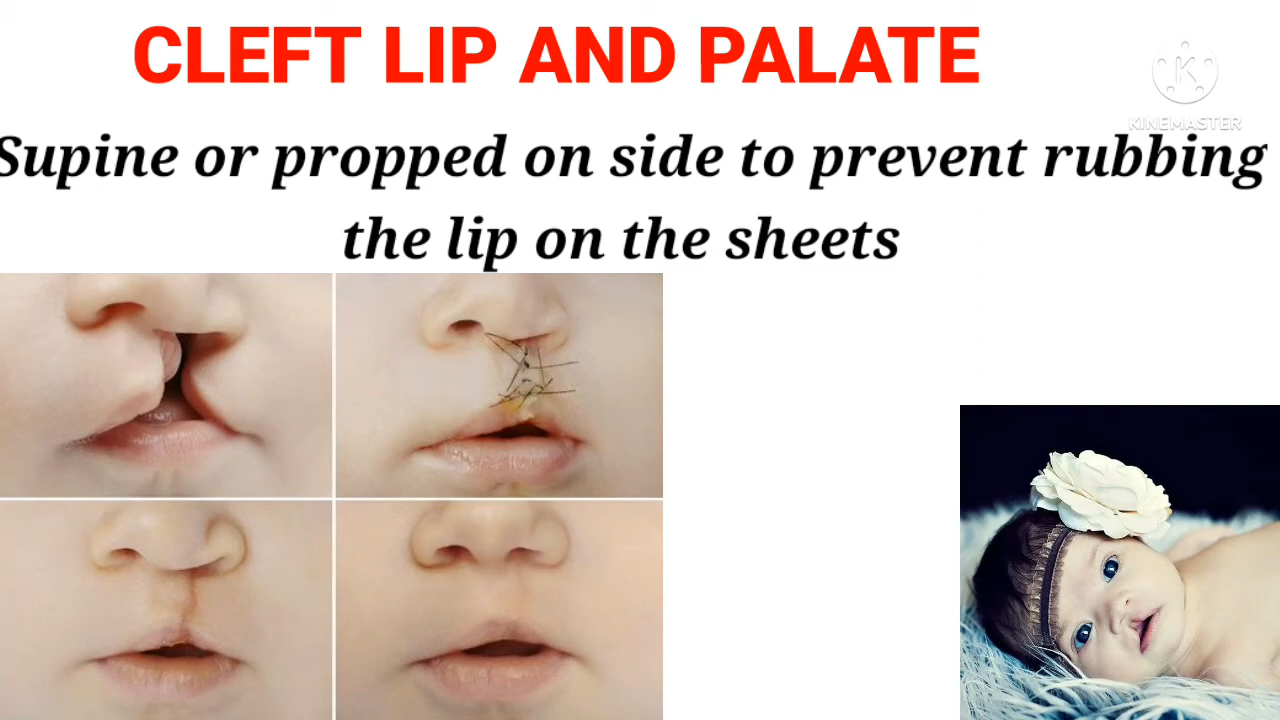 CLEFT LIP AND PALATE
K
KINEMASTER
Supine or propped on side to prevent rubbing
the lip on the sheets